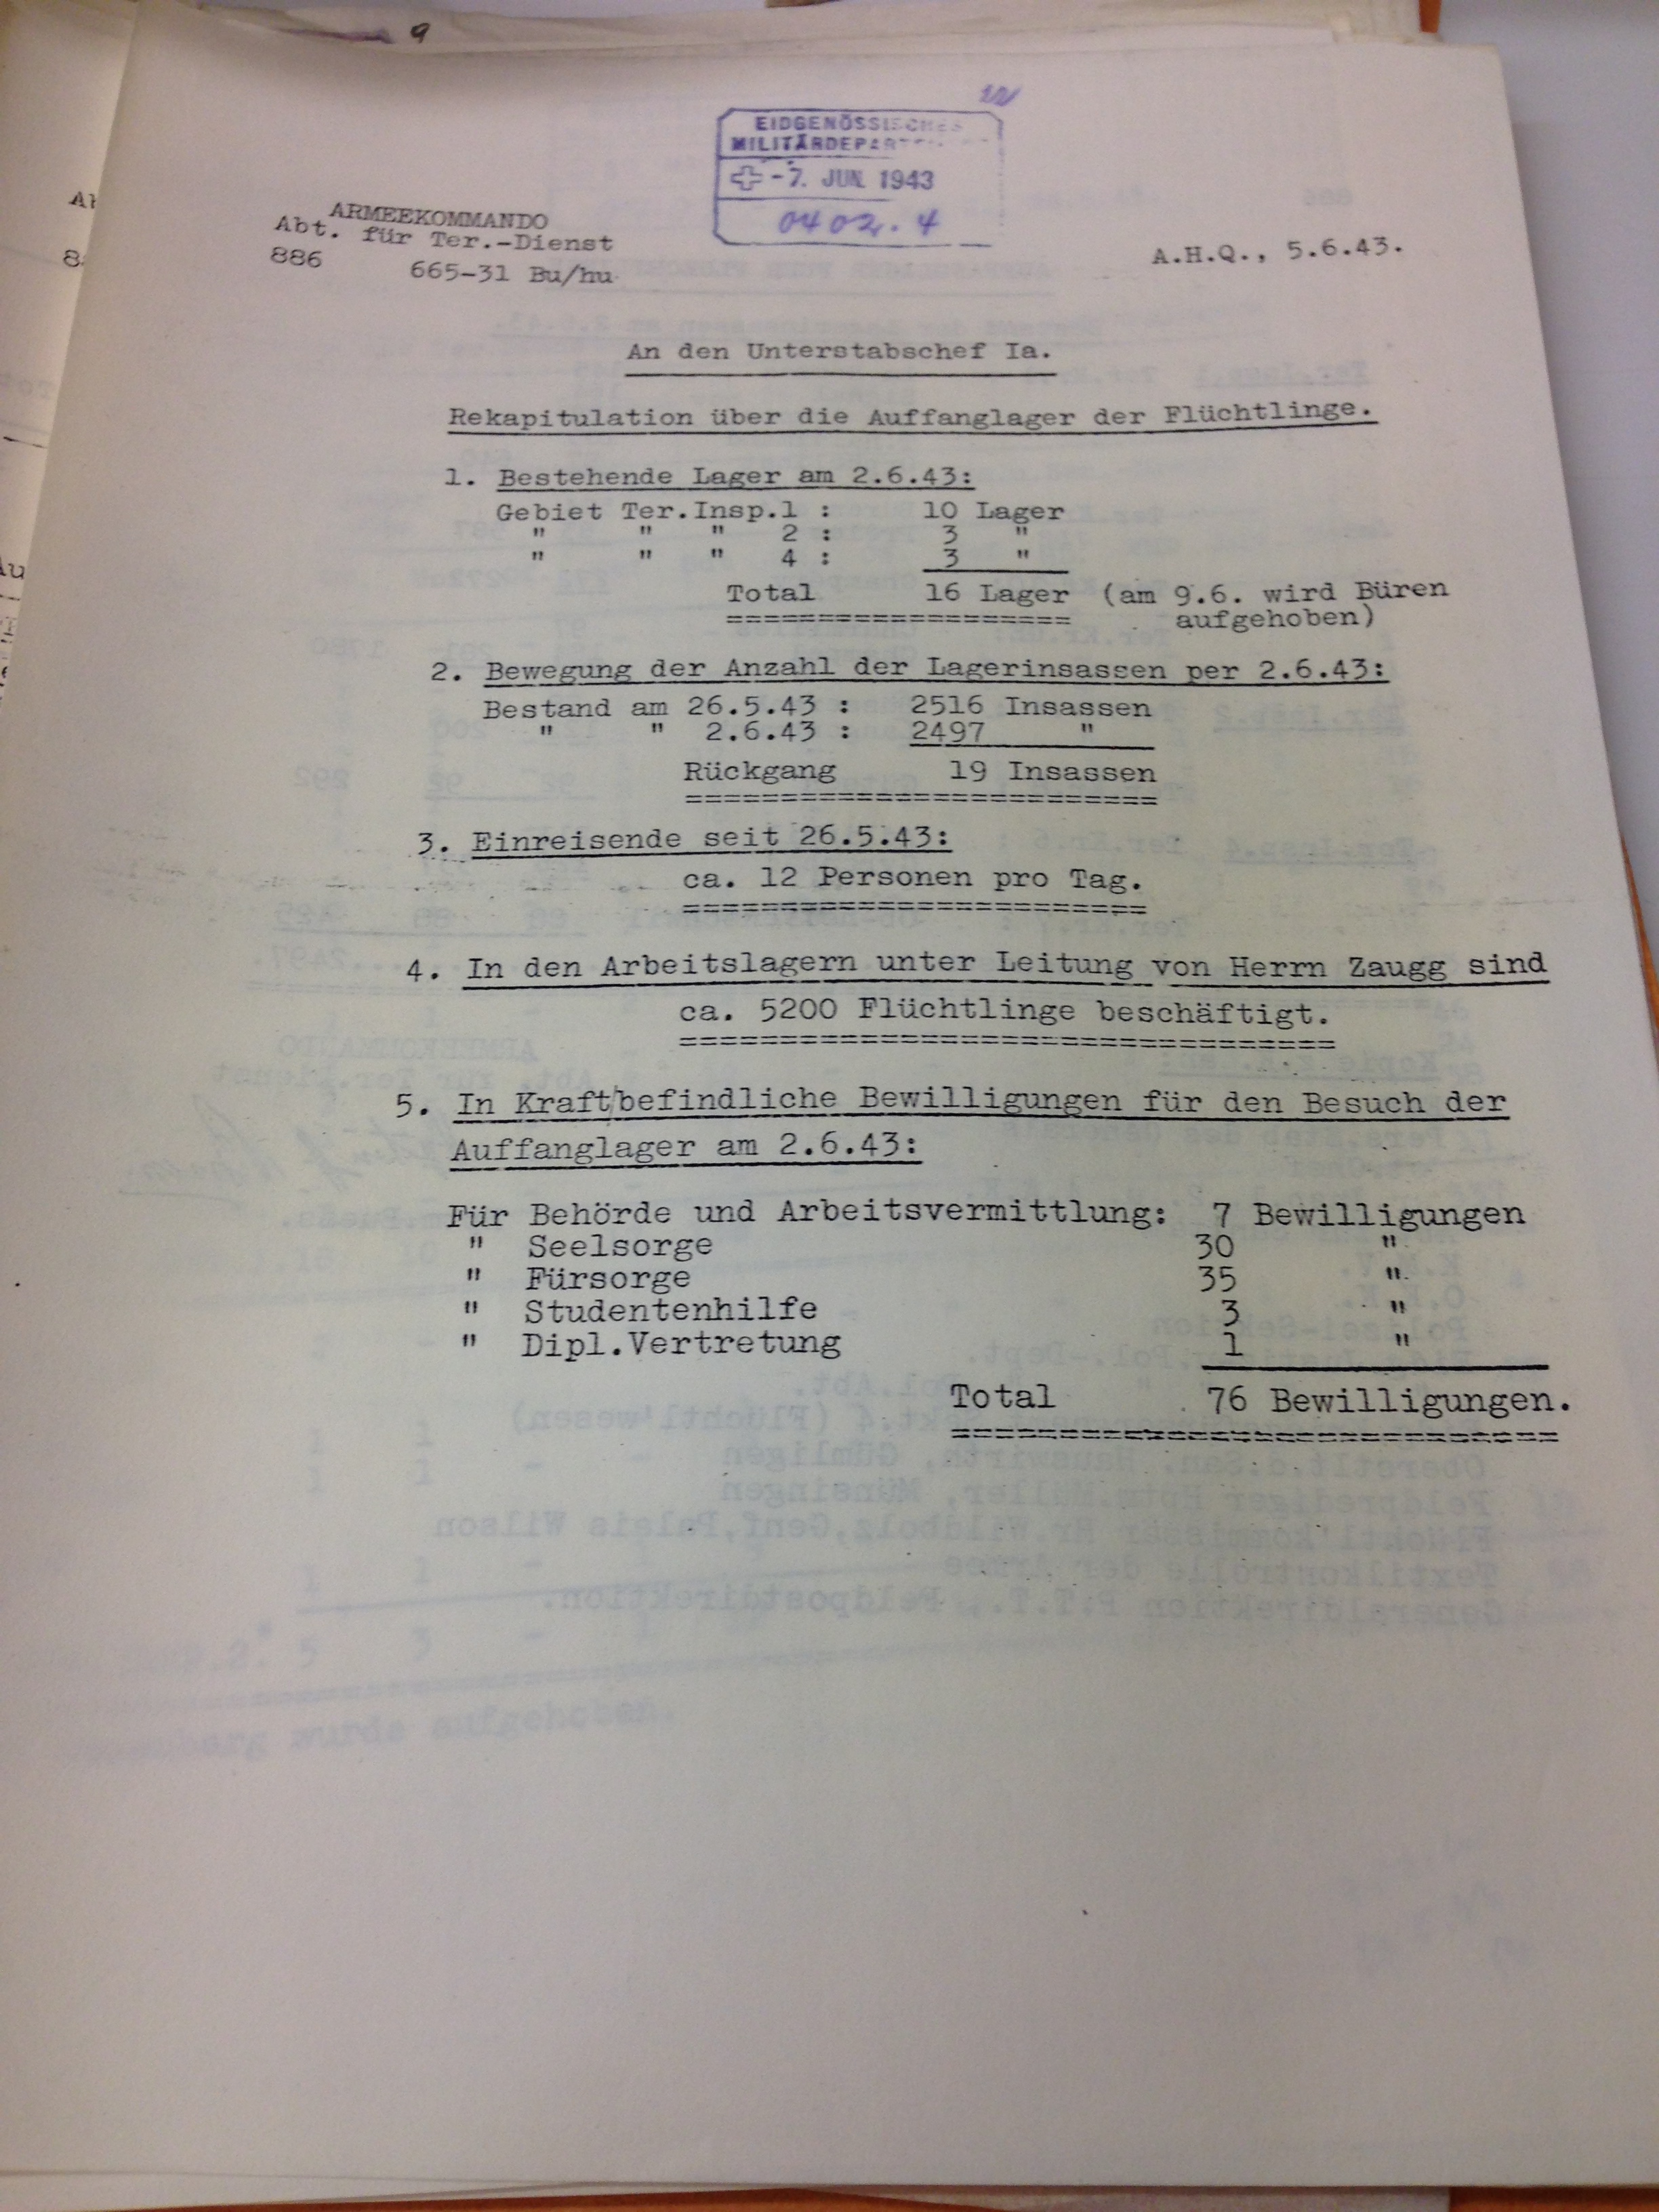 9
EIDGENÖSSISCHES
MILITÄRDEPAR
-7. JUN. 1943
0402.4
ARMEEKOMMANDO
Abt. für Ter.-Dienst
886 665-31 Bu/hu
A.H.Q., 5.6.43.
An den Unterstabschef Ia.
Rekapitulation über die Auffanglager der Flüchtlinge.
1. Bestehende Lager am 2.6.43:
Gebiet Ter.Insp.1 : 10 Lager
" " " 2 : 3 "
" " " 4 : 3 "
Total 16 Lager (am 9.6. wird Büren
=================== aufgehoben)
2. Bewegung der Anzahl der Lagerinsassen per 2.6.43:
Bestand am 26.5.43 : 2516 Insassen
" " 2.6.43 : 2497 "
Rückgang 19 Insassen
==========================
3. Einreisende seit 26.5.43:
ca. 12 Personen pro Tag.
=========================
4. In den Arbeitslagern unter Leitung von Herrn Zaugg sind
ca. 5200 Flüchtlinge beschäftigt.
==================================
5. In Kraft/befindliche Bewilligungen für den Besuch der
Auffanglager am 2.6.43:
Für Behörde und Arbeitsvermittlung: 7 Bewilligungen
" Seelsorge 30 "
" Fürsorge 35 "
" Studentenhilfe 3 "
" Dipl.Vertretung 1 "
Total 76 Bewilligungen.
==============================